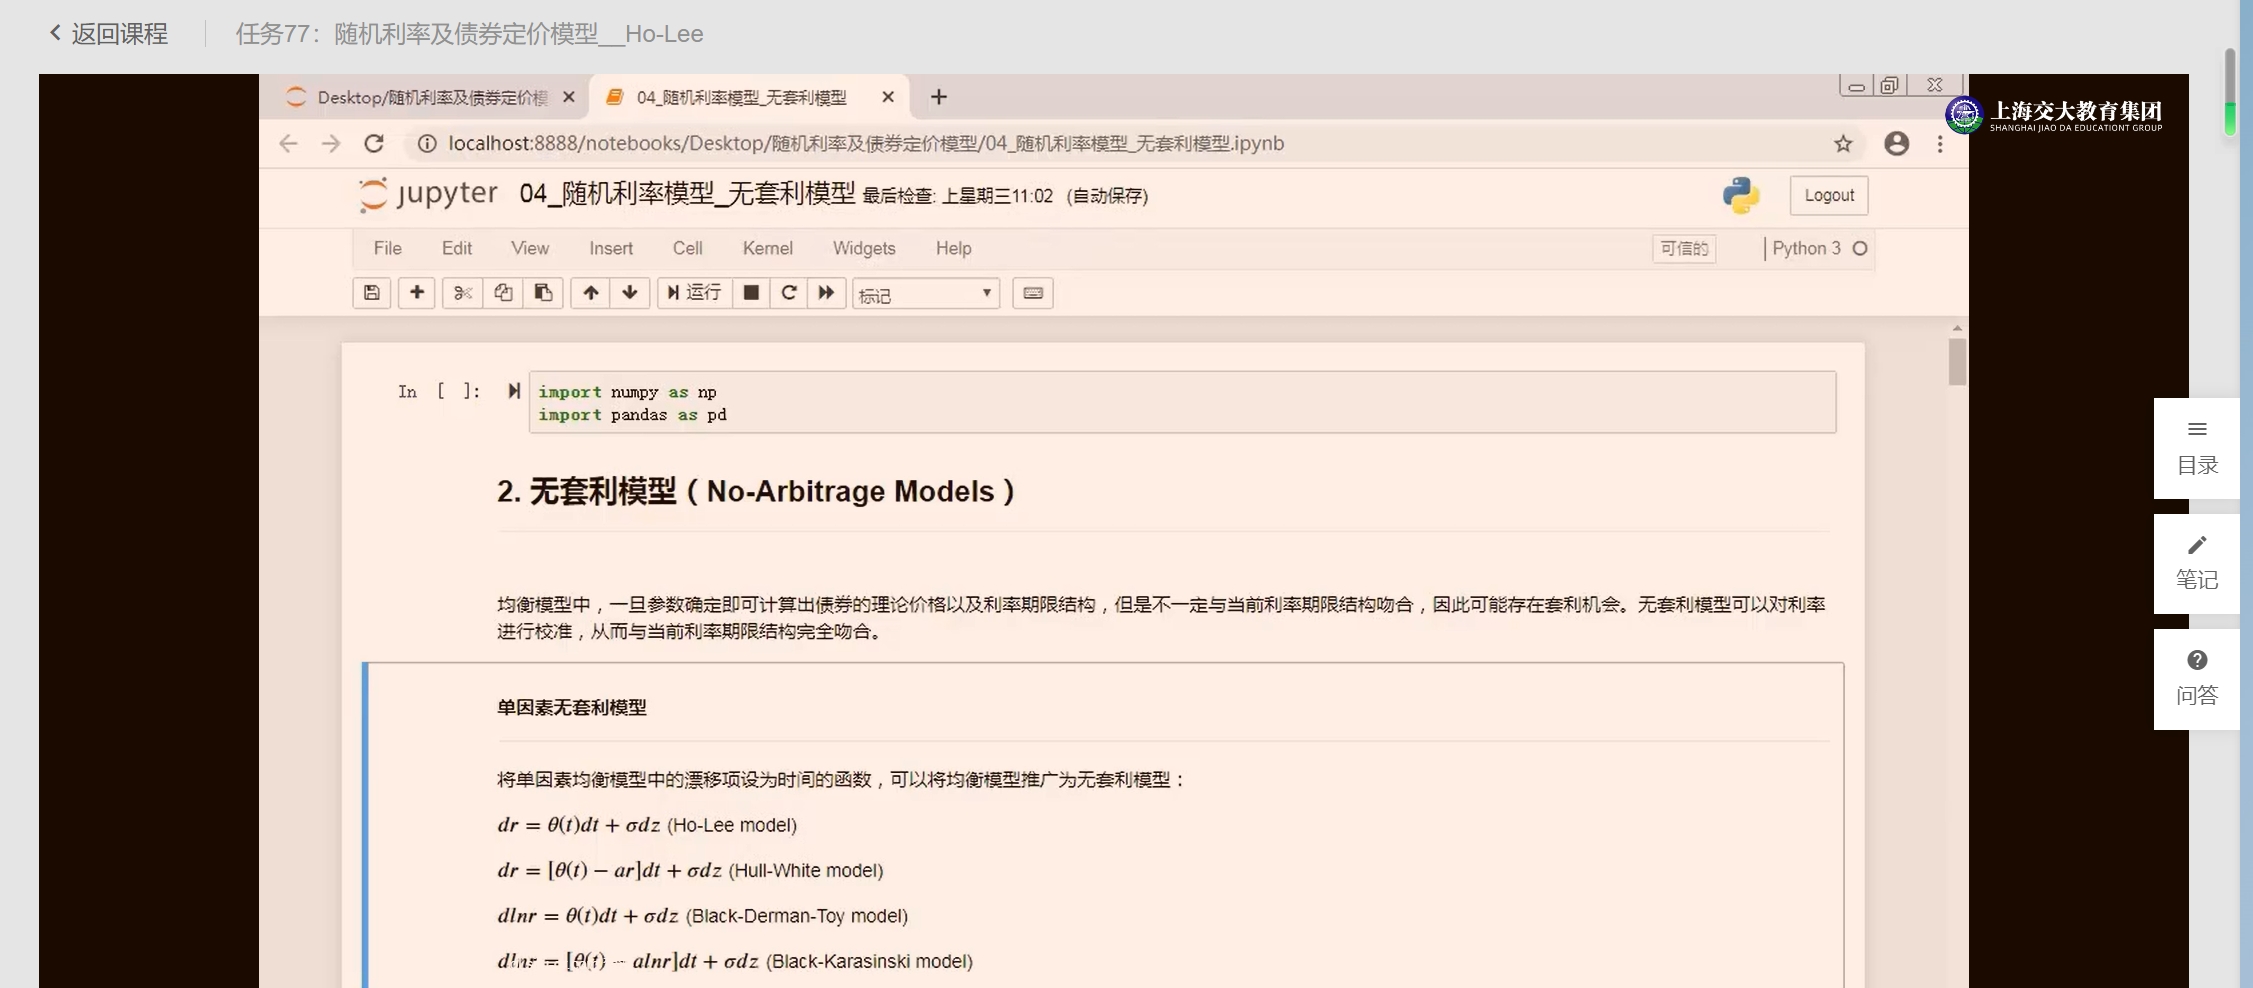 返回课程
任务77：随机利率及债券定价模型__Ho-Lee
Desktop/随机利率及债券定价模
04_随机利率模型_无套利模型
上海交大教育集团
SHANGHAI JIAO DA EDUCATIONT GROUP
localhost:8888/notebooks/Desktop/随机利率及债券定价模型/04_随机利率模型_无套利模型.ipynb
jupyter 04_随机利率模型_无套利模型 最后检查: 上星期三11:02 (自动保存)
Logout
File Edit View Insert Cell Kernel Widgets Help
可信的
Python 3
运行
标记
In [ ]:
import numpy as np
import pandas as pd
目录
2. 无套利模型（No-Arbitrage Models）
笔记
均衡模型中，一旦参数确定即可计算出债券的理论价格以及利率期限结构，但是不一定与当前利率期限结构吻合，因此可能存在套利机会。无套利模型可以对利率
进行校准，从而与当前利率期限结构完全吻合。
问答
单因素无套利模型
将单因素均衡模型中的漂移项设为时间的函数，可以将均衡模型推广为无套利模型：
dr = θ(t)dt + σdz (Ho-Lee model)
dr = [θ(t) − ar]dt + σdz (Hull-White model)
dlnr = θ(t)dt + σdz (Black-Derman-Toy model)
dlnr = [θ(t) − alnr]dt + σdz (Black-Karasinski model)